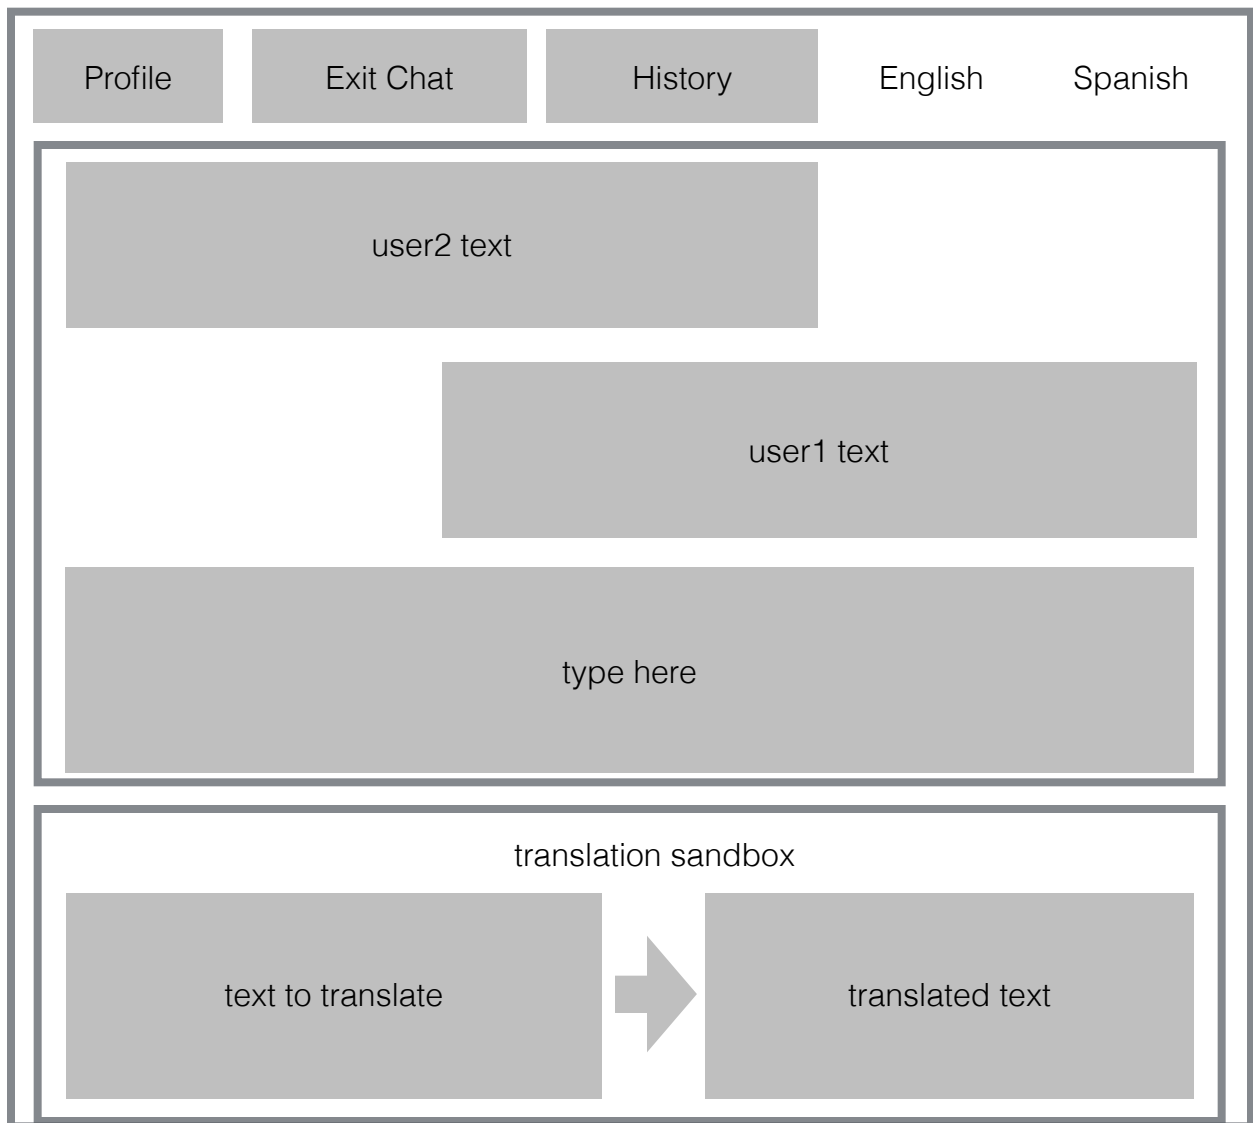 Profile
Exit Chat
History
English
Spanish
user2 text
user1 text
type here
translation sandbox
text to translate
translated text